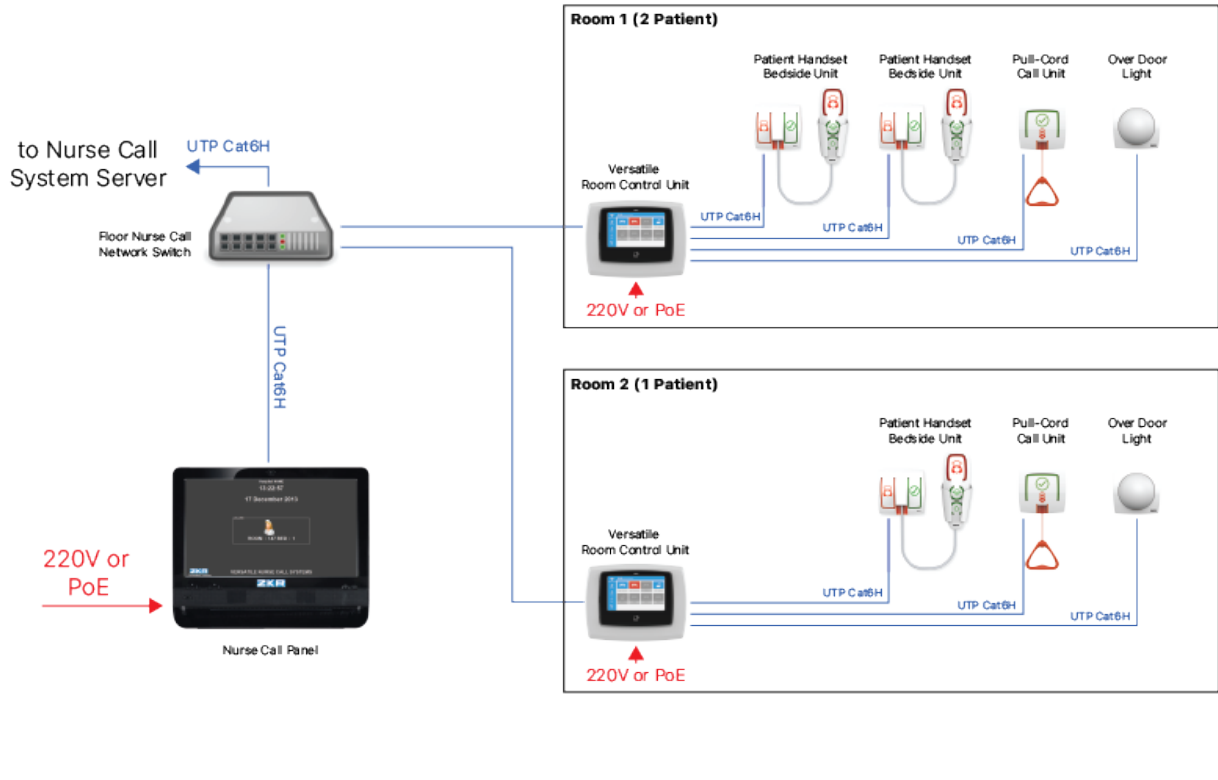 Room 1 (2 Patient)
Patient Handset
Bedside Unit
Patient Handset
Bedside Unit
Pull-Cord
Call Unit
Over Door
Light
to Nurse Call
System Server
UTP Cat6H
Versatile
Room Control Unit
UTP Cat6H
UTP Cat6H
UTP Cat6H
UTP Cat6H
Floor Nurse Call
Network Switch
220V or PoE
UTP Cat6H
Room 2 (1 Patient)
Patient Handset
Bedside Unit
Pull-Cord
Call Unit
Over Door
Light
17 December 2013
VERSATILE NURSE CALL SYSTEMS
ZKR
ZKR
220V or
PoE
Nurse Call Panel
Versatile
Room Control Unit
UTP Cat6H
UTP Cat6H
UTP Cat6H
220V or PoE